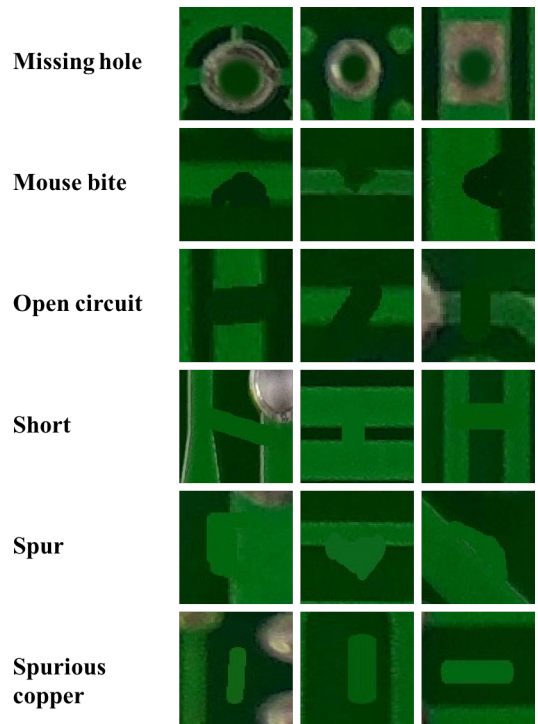 Missing hole
Mouse bite
Open circuit
Short
Spur
Spurious
copper